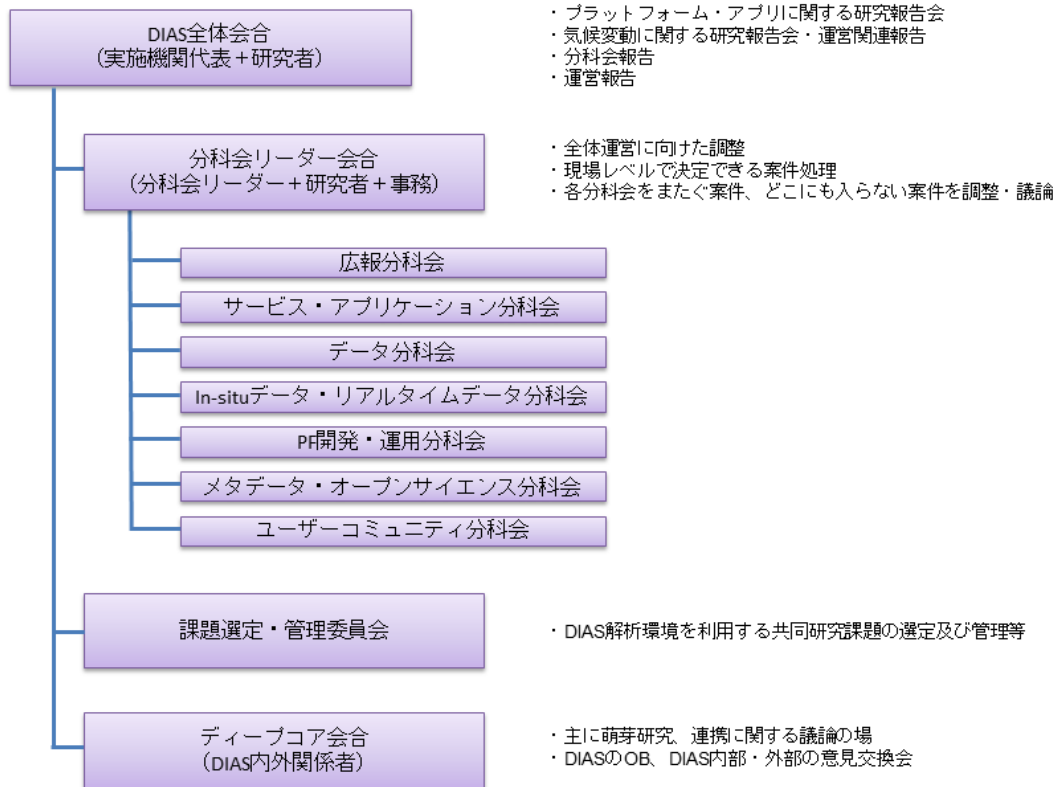 DIAS全体会合
(実施機関代表+研究者)
・プラットフォーム・アプリに関する研究報告会
・気候変動に関する研究報告会・運営関連報告
・分科会報告
・運営報告
分科会リーダー会合
(分科会リーダー+研究者+事務)
・全体運営に向けた調整
・現場レベルで決定できる案件処理
・各分科会をまたぐ案件、どこにも入らない案件を調整・議論
広報分科会
サービス・アプリケーション分科会
データ分科会
In-situデータ・リアルタイムデータ分科会
PF開発・運用分科会
メタデータ・オープンサイエンス分科会
ユーザーコミュニティ分科会
課題選定・管理委員会
・DIAS解析環境を利用する共同研究課題の選定及び管理等
ディープコア会合
(DIAS内外関係者)
・主に萌芽研究、連携に関する議論の場
・DIASのOB、DIAS内部・外部の意見交換会